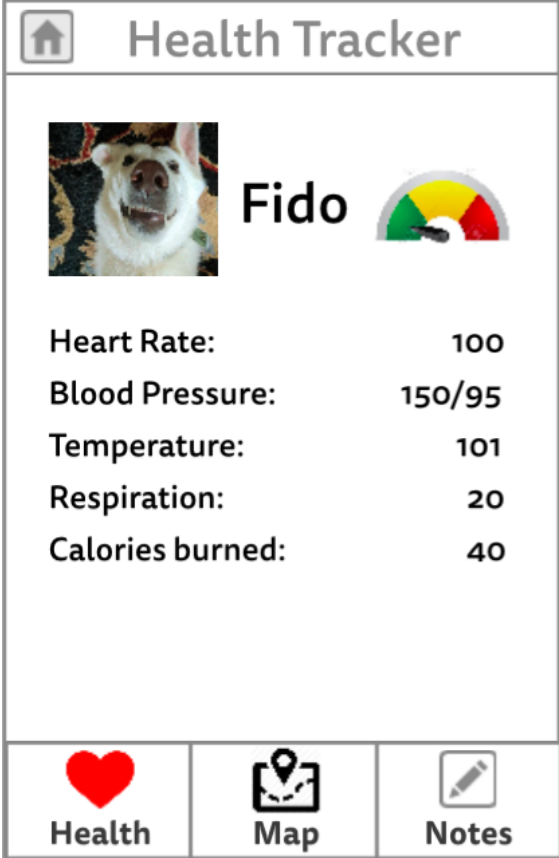 Health Tracker
Fido
Heart Rate: 100
Blood Pressure: 150/95
Temperature: 101
Respiration: 20
Calories burned: 40
Health Map Notes